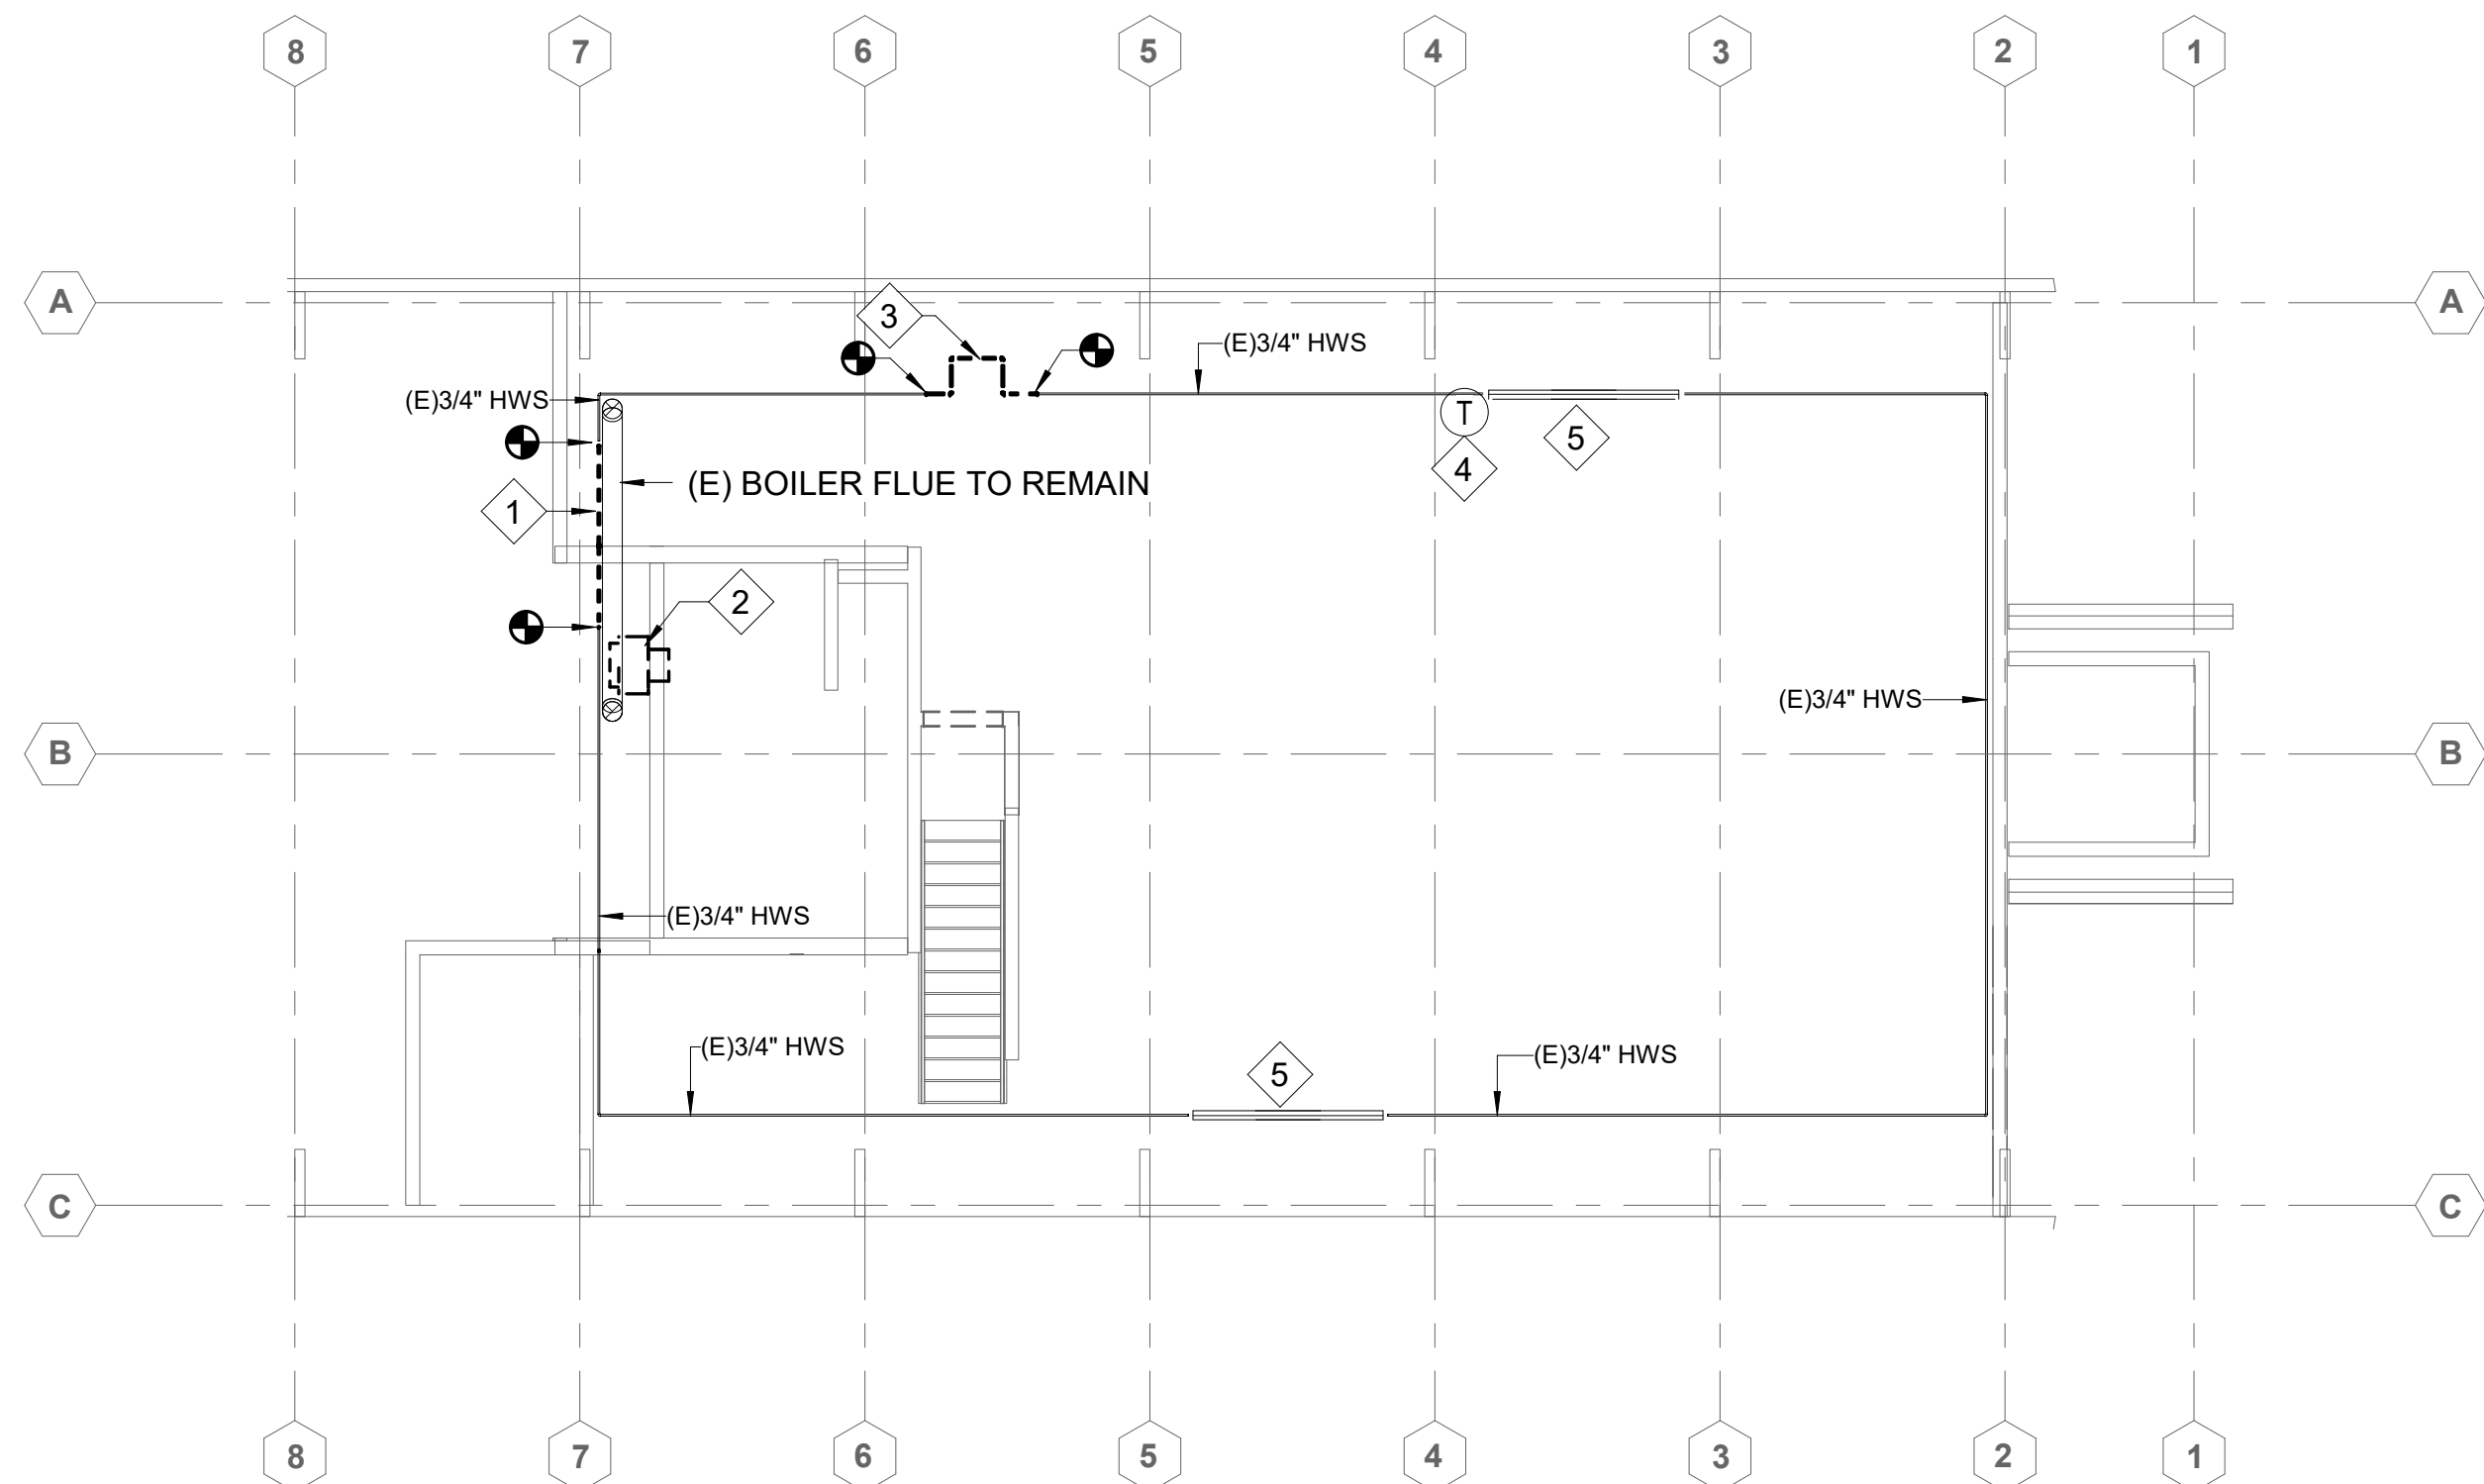 8 7 6 5 4 3 2 1
A A
3
(E)3/4" HWS
(E)3/4" HWS
T
5
4
(E) BOILER FLUE TO REMAIN
1
2
(E)3/4" HWS
B B
(E)3/4" HWS
(E)3/4" HWS
(E)3/4" HWS
5
C C
8 7 6 5 4 3 2 1